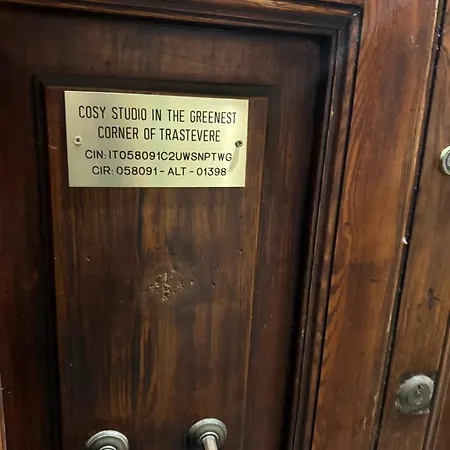 COSY STUDIO IN THE GREENEST
CORNER OF TRASTEVERE
CIN: IT058091C2UWSNPTWG
CIR: 058091 - ALT - 01398